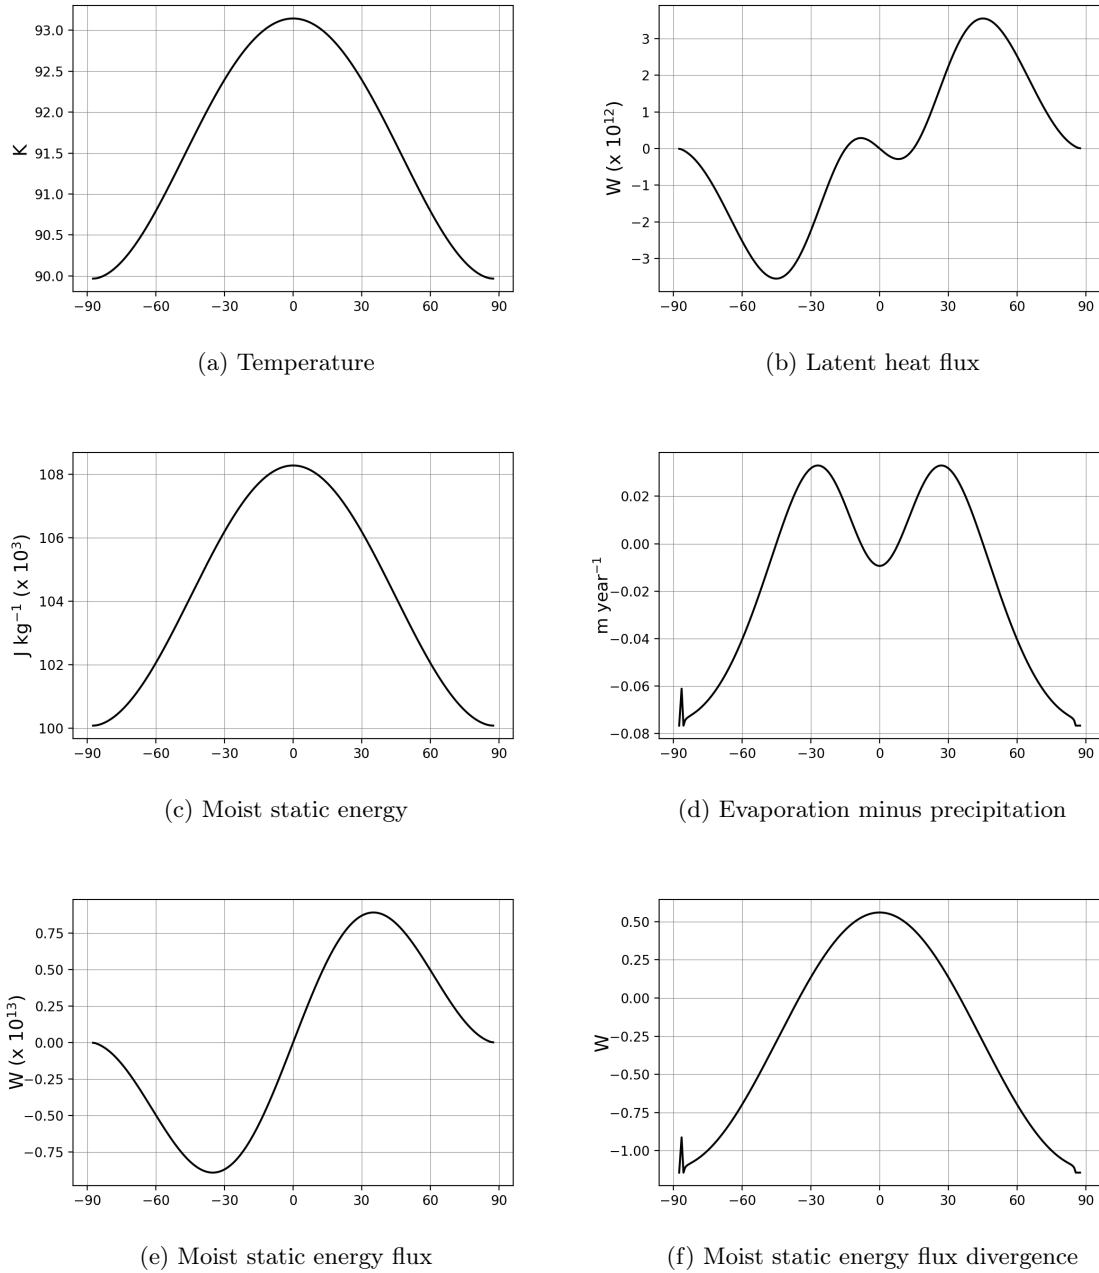 93.0
92.5
92.0
91.5
91.0
90.5
90.0
K
−90 −60 −30 0 30 60 90
(a) Temperature
3
2
1
0
−1
−2
−3
W (x 10¹²)
−90 −60 −30 0 30 60 90
(b) Latent heat flux
108
106
104
102
100
J kg⁻¹ (x 10³)
−90 −60 −30 0 30 60 90
(c) Moist static energy
0.02
0.00
−0.02
−0.04
−0.06
−0.08
m year⁻¹
−90 −60 −30 0 30 60 90
(d) Evaporation minus precipitation
0.75
0.50
0.25
0.00
−0.25
−0.50
−0.75
W (x 10¹³)
−90 −60 −30 0 30 60 90
(e) Moist static energy flux
0.50
0.25
0.00
−0.25
−0.50
−0.75
−1.00
W
−90 −60 −30 0 30 60 90
(f) Moist static energy flux divergence